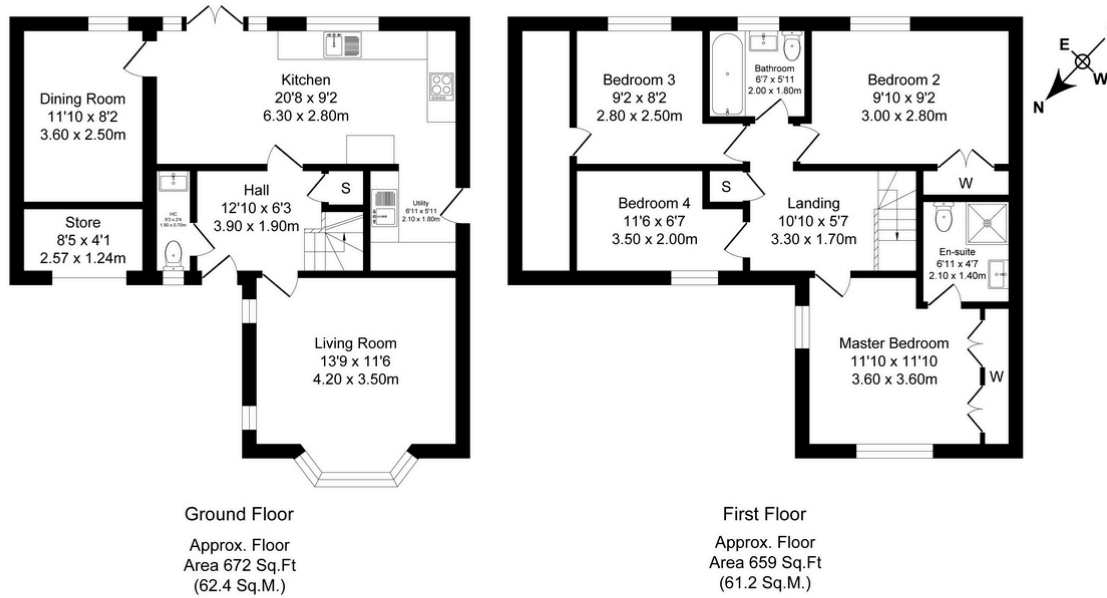 Dining Room
11'10 x 8'2
3.60 x 2.50m
Kitchen
20'8 x 9'2
6.30 x 2.80m
Store
8'5 x 4'1
2.57 x 1.24m
WC
Hall
12'10 x 6'3
3.90 x 1.90m
S
Utility
6'11 x 5'11
2.10 x 1.80m
Living Room
13'9 x 11'6
4.20 x 3.50m
Ground Floor
Approx. Floor
Area 672 Sq.Ft
(62.4 Sq.M.)
Bedroom 3
9'2 x 8'2
2.80 x 2.50m
Bathroom
6'7 x 5'11
2.00 x 1.80m
Bedroom 2
9'10 x 9'2
3.00 x 2.80m
W
Bedroom 4
11'6 x 6'7
3.50 x 2.00m
S
Landing
10'10 x 5'7
3.30 x 1.70m
En-suite
6'11 x 4'7
2.10 x 1.40m
Master Bedroom
11'10 x 11'10
3.60 x 3.60m
W
First Floor
Approx. Floor
Area 659 Sq.Ft
(61.2 Sq.M.)
E
W
N